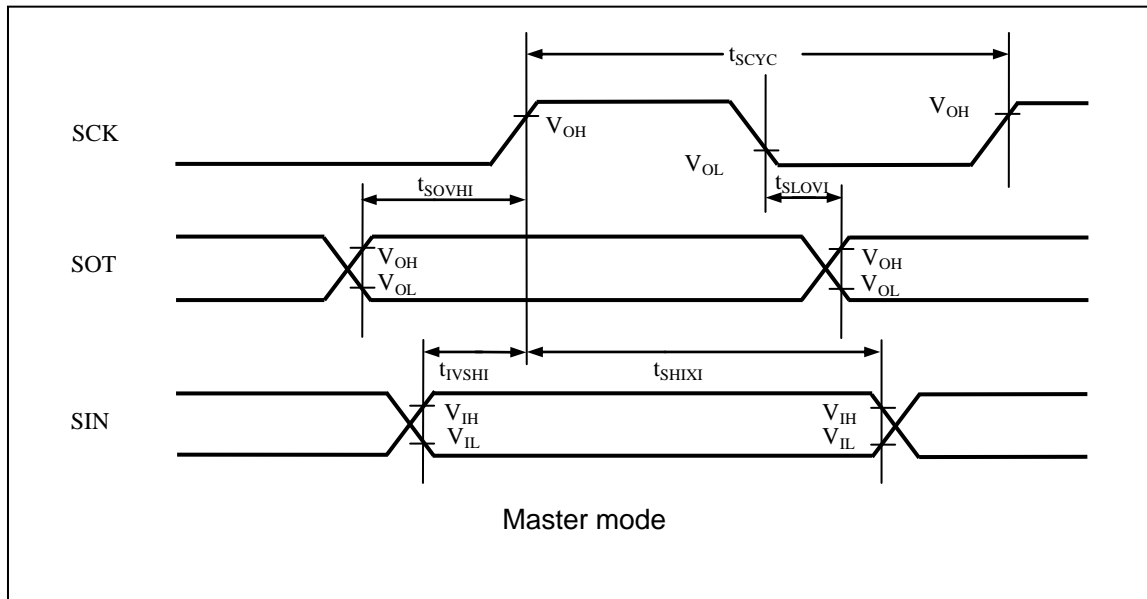 tSCYC
SCK
VOH
VOH
VOL
tSOVHI
tSLOVI
SOT
VOH
VOH
VOL
VOL
tIVSHI
tSHIXI
SIN
VIH
VIH
VIL
VIL
Master mode